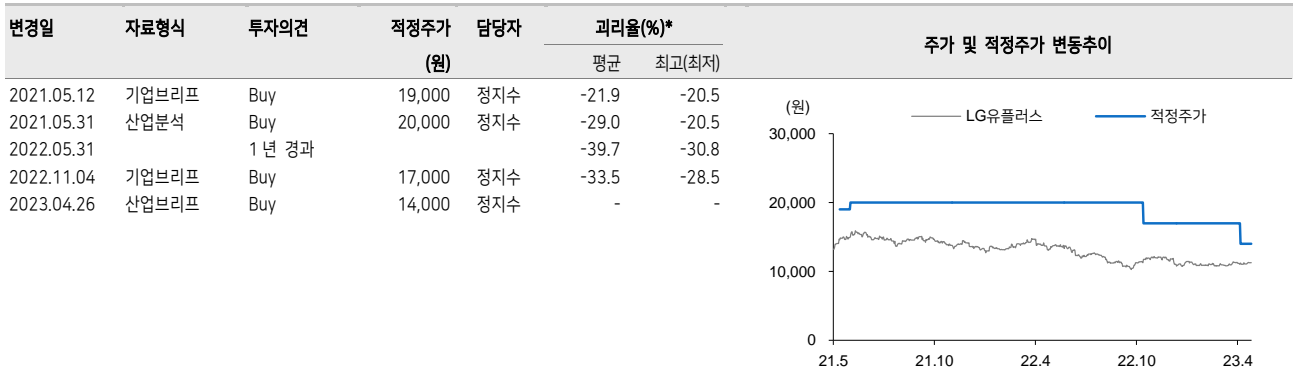 변경일 자료형식 투자의견 적정주가 담당자 괴리율(%)* 주가 및 적정주가 변동추이
(원) 평균 최고(최저)
2021.05.12 기업브리프 Buy 19,000 정지수 -21.9 -20.5
2021.05.31 산업분석 Buy 20,000 정지수 -29.0 -20.5
2022.05.31 1년 경과 -39.7 -30.8
2022.11.04 기업브리프 Buy 17,000 정지수 -33.5 -28.5
2023.04.26 산업브리프 Buy 14,000 정지수 - -
(원) LG유플러스 적정주가
30,000
20,000
10,000
0
21.5 21.10 22.4 22.10 23.4